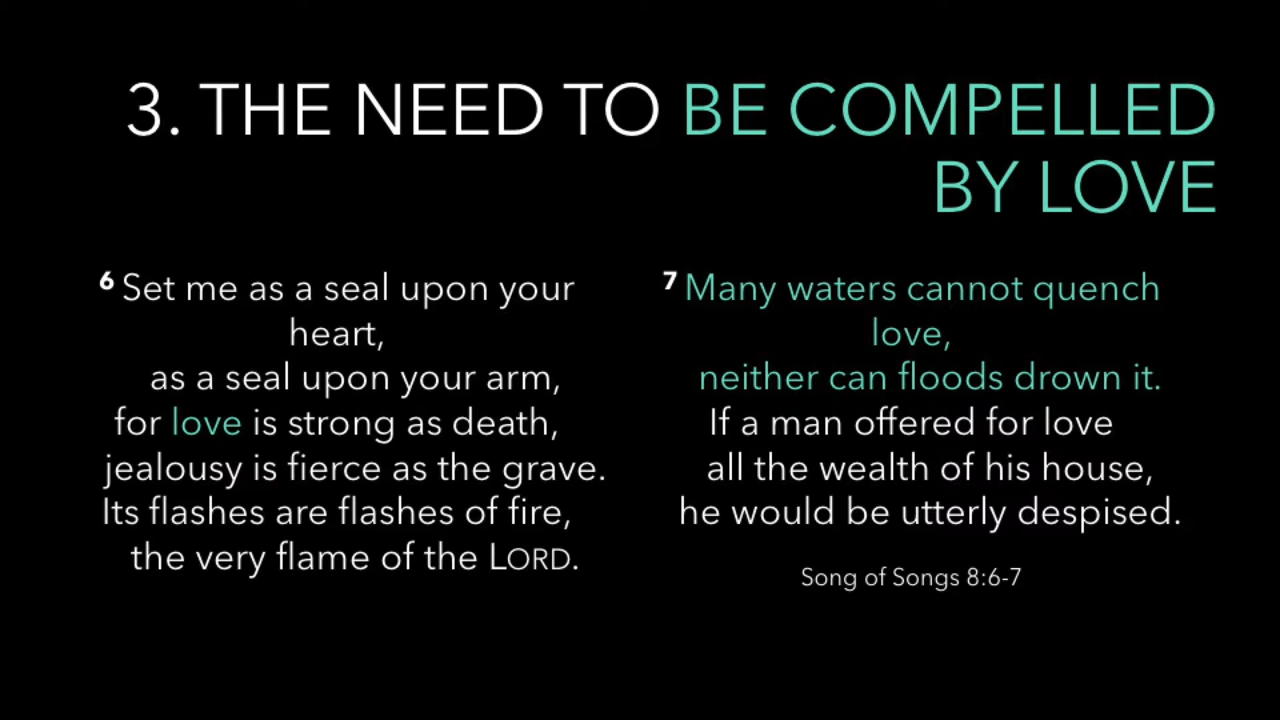 3. THE NEED TO BE COMPELLED
BY LOVE
6 Set me as a seal upon your
heart,
as a seal upon your arm,
for love is strong as death,
jealousy is fierce as the grave.
Its flashes are flashes of fire,
the very flame of the LORD.
7 Many waters cannot quench
love,
neither can floods drown it.
If a man offered for love
all the wealth of his house,
he would be utterly despised.
Song of Songs 8:6-7